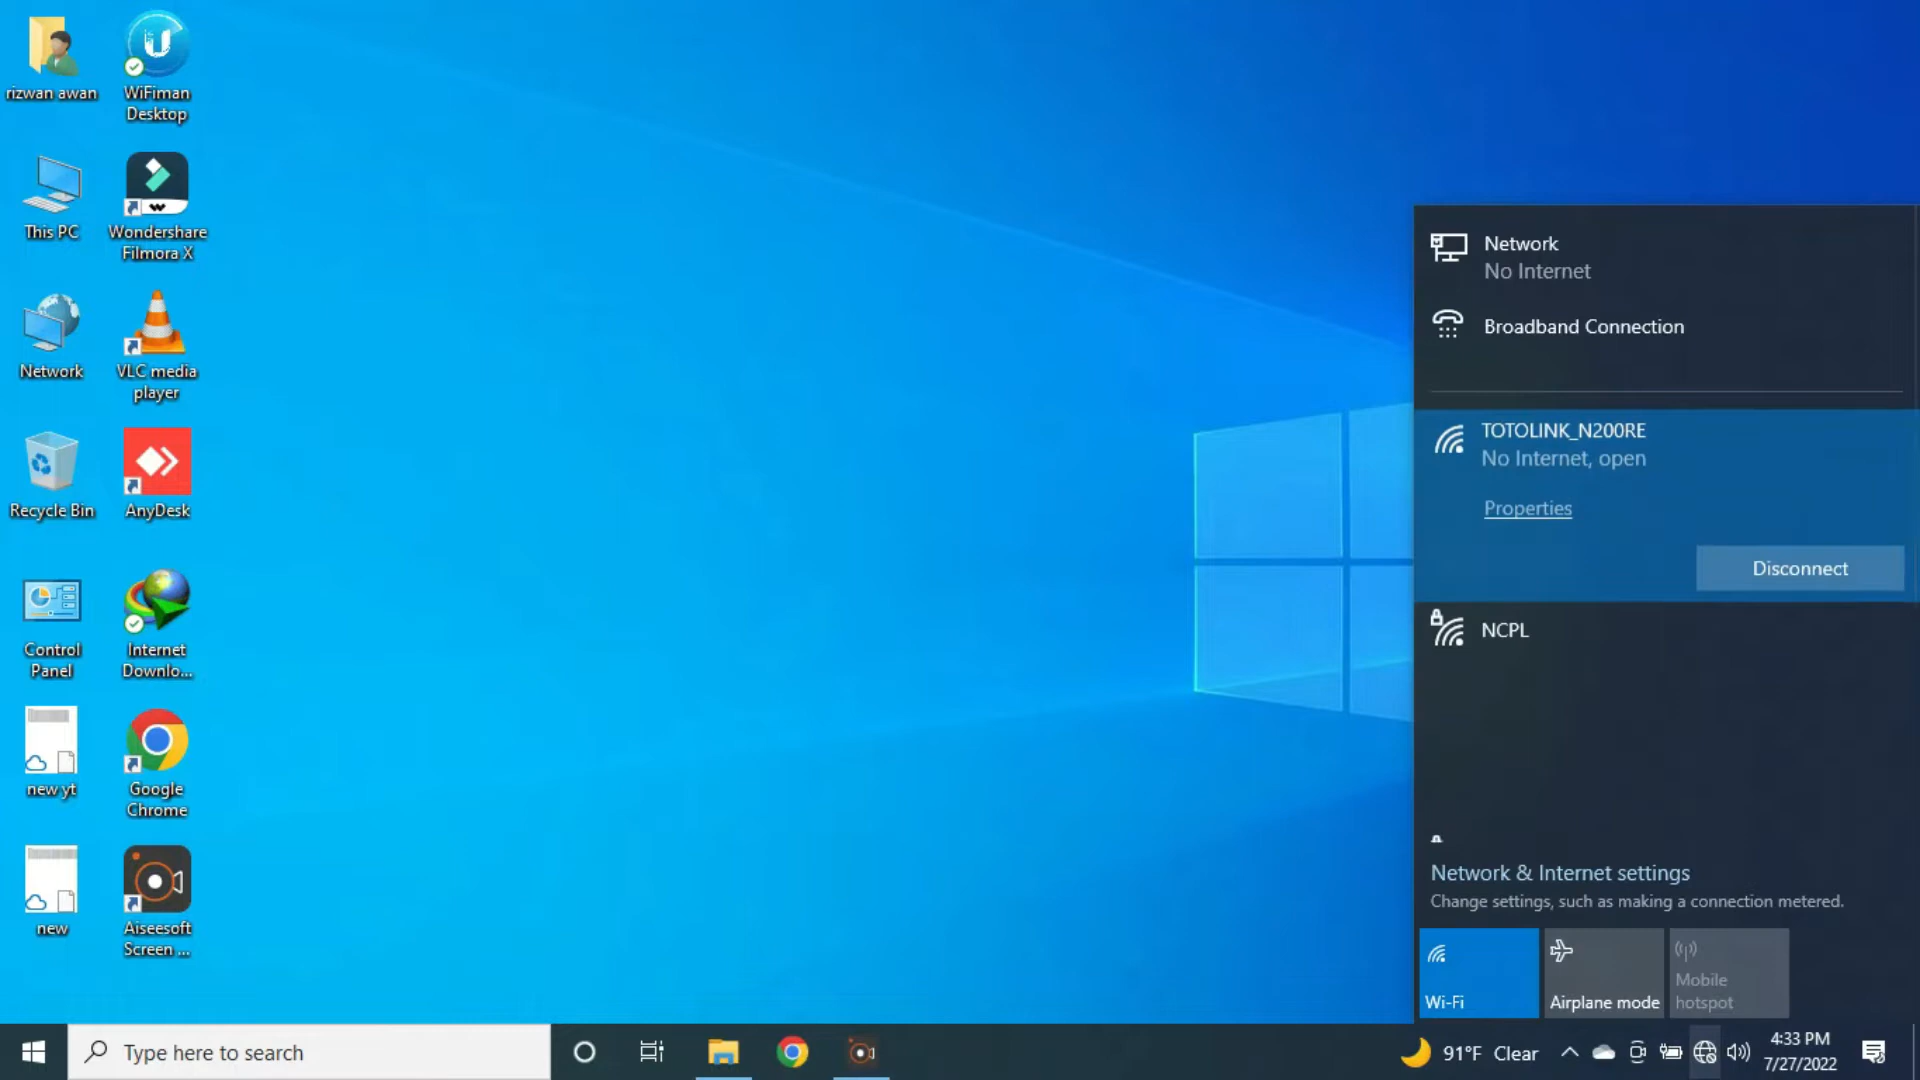 rizwan awan
WiFiman
Desktop
This PC
Wondershare
Filmora X
Network
VLC media
player
Recycle Bin
AnyDesk
Control
Panel
Internet
Downlo...
new yt
Google
Chrome
new
Aiseesoft
Screen ...
Network
No Internet
Broadband Connection
TOTOLINK_N200RE
No Internet, open
Properties
Disconnect
NCPL
Network & Internet settings
Change settings, such as making a connection metered.
Wi-Fi
Airplane mode
Mobile
hotspot
Type here to search
91°F Clear
4:33 PM
7/27/2022